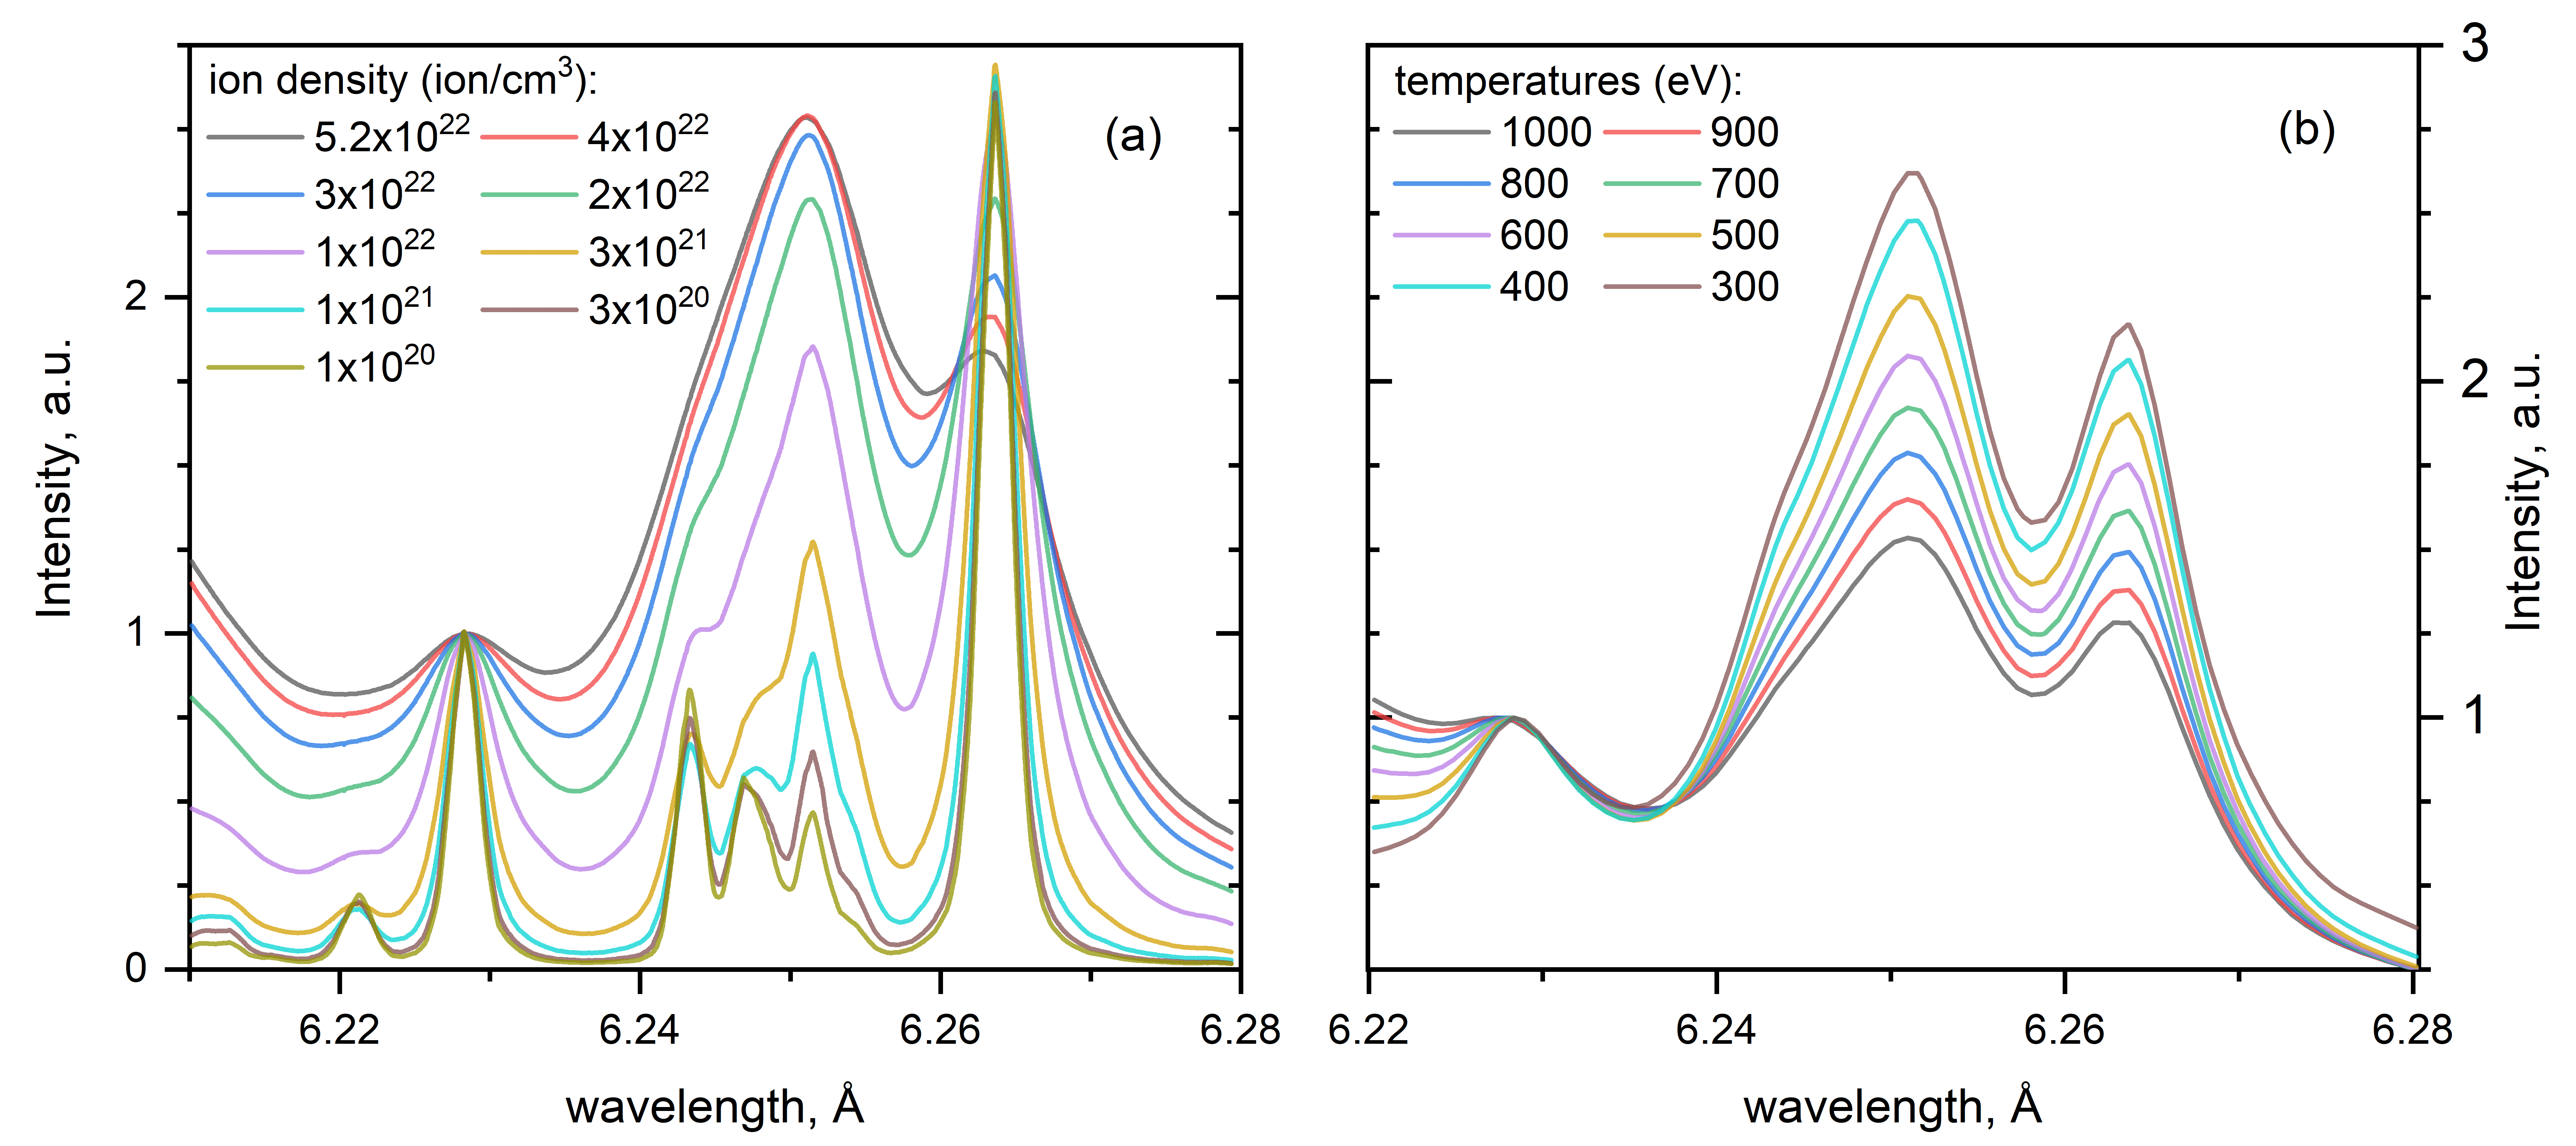 ion density (ion/cm³):
(a)
5.2x10²² 4x10²²
3x10²² 2x10²²
1x10²² 3x10²¹
1x10²¹ 3x10²⁰
1x10²⁰
2
1
0
Intensity, a.u.
6.22 6.24 6.26 6.28
wavelength, Å
temperatures (eV):
(b)
1000 900
800 700
600 500
400 300
3
2
1
Intensity, a.u.
6.22 6.24 6.26 6.28
wavelength, Å